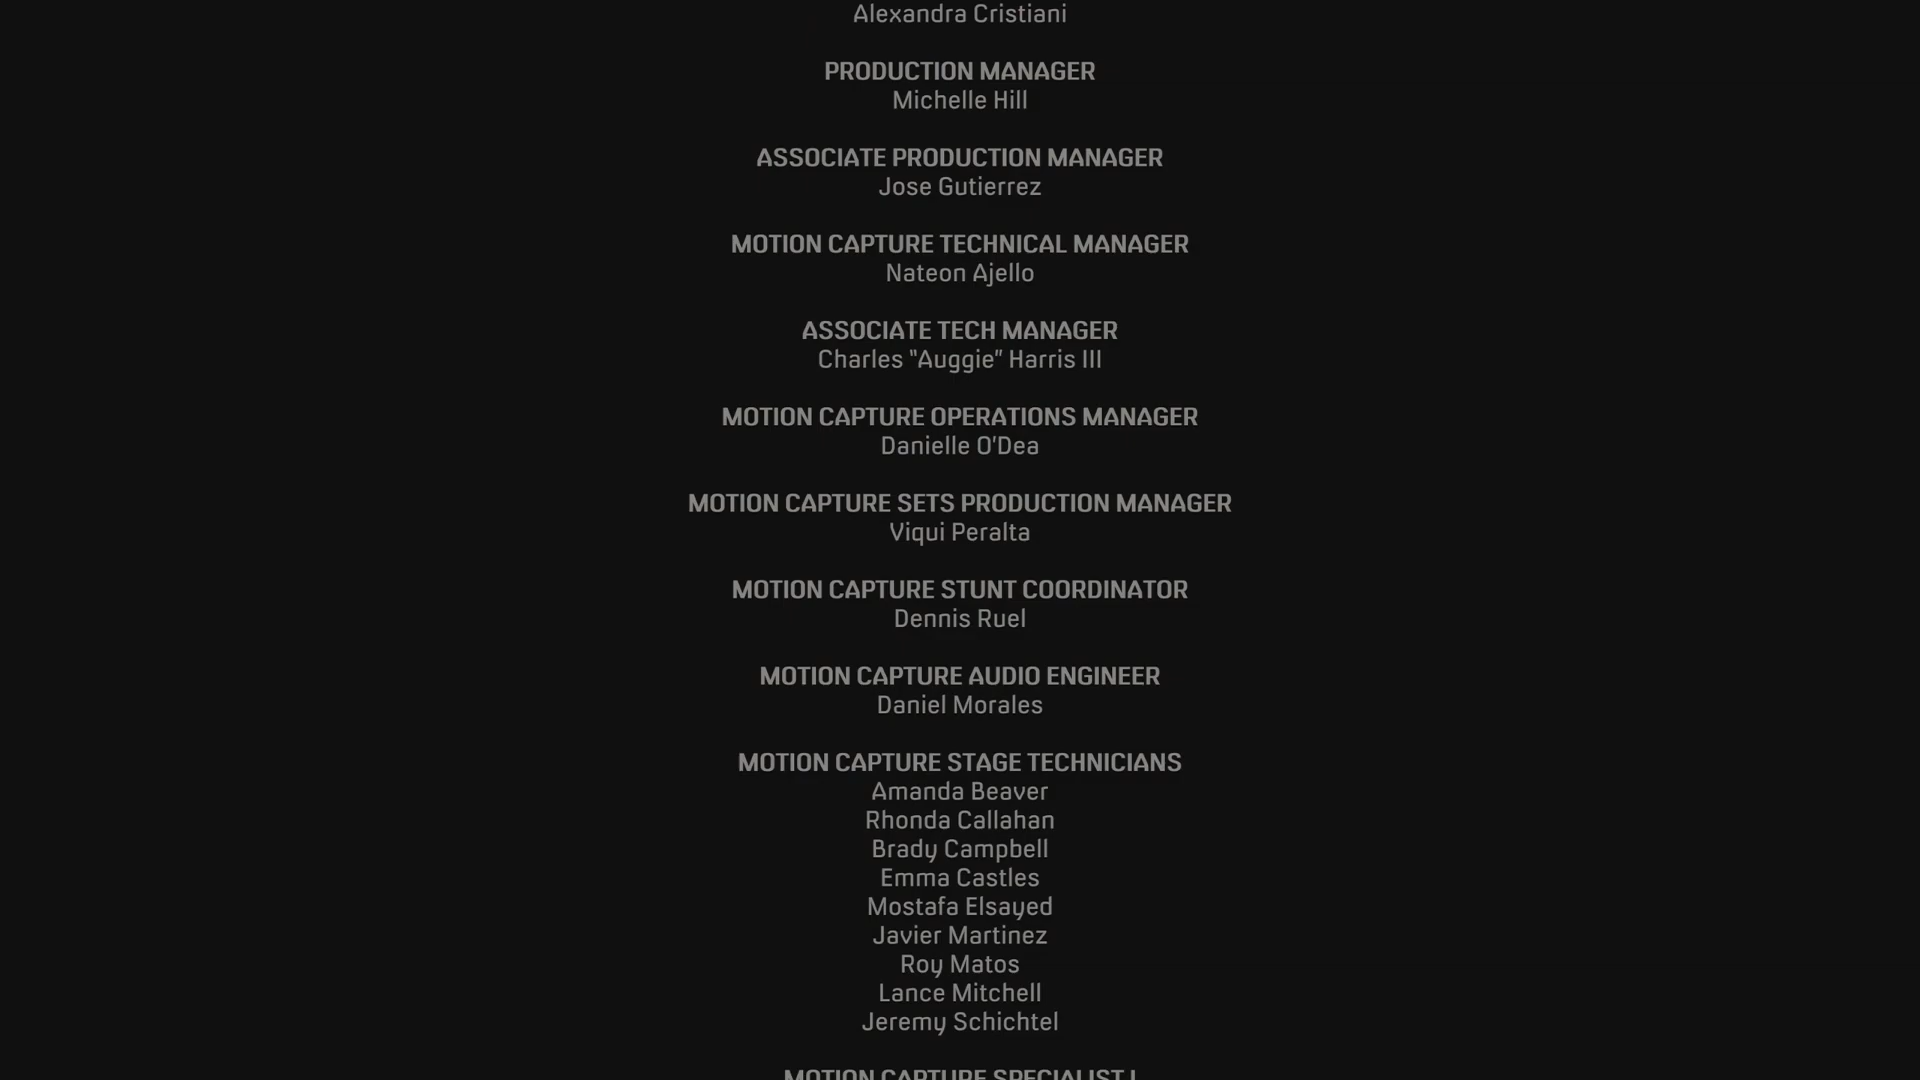 Alexandra Cristiani
PRODUCTION MANAGER
Michelle Hill
ASSOCIATE PRODUCTION MANAGER
Jose Gutierrez
MOTION CAPTURE TECHNICAL MANAGER
Nateon Ajello
ASSOCIATE TECH MANAGER
Charles “Auggie” Harris III
MOTION CAPTURE OPERATIONS MANAGER
Danielle O'Dea
MOTION CAPTURE SETS PRODUCTION MANAGER
Viqui Peralta
MOTION CAPTURE STUNT COORDINATOR
Dennis Ruel
MOTION CAPTURE AUDIO ENGINEER
Daniel Morales
MOTION CAPTURE STAGE TECHNICIANS
Amanda Beaver
Rhonda Callahan
Brady Campbell
Emma Castles
Mostafa Elsayed
Javier Martinez
Roy Matos
Lance Mitchell
Jeremy Schichtel
MOTION CAPTURE SPECIALIST I